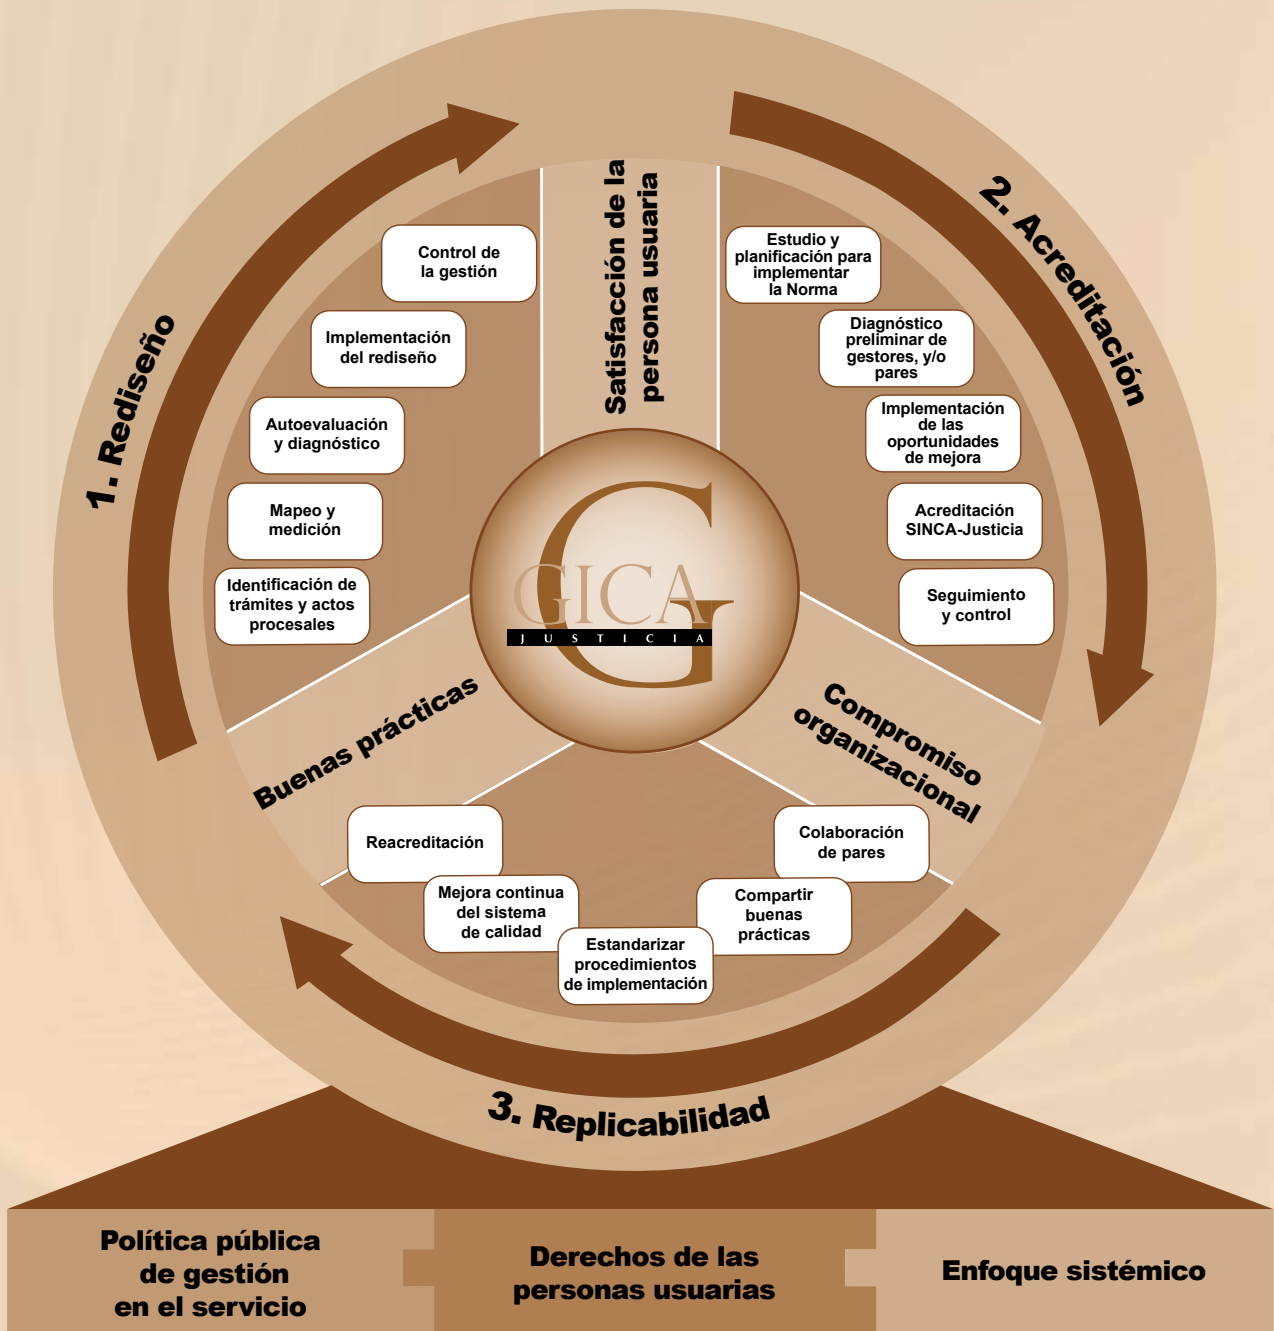 1. Rediseño
Control de
la gestión
Implementación
del rediseño
Autoevaluación
y diagnóstico
Mapeo y
medición
Identificación de
trámites y actos
procesales
Satisfacción de la
persona usuaria
2. Acreditación
Estudio y
planificación para
implementar
la Norma
Diagnóstico
preliminar de
gestores, y/o
pares
Implementación
de las
oportunidades
de mejora
Acreditación
SINCA-Justicia
Seguimiento
y control
G
GICA
JUSTICIA
Buenas prácticas
Compromiso
organizacional
Colaboración
de pares
Compartir
buenas
prácticas
Estandarizar
procedimientos
de implementación
Mejora continua
del sistema
de calidad
Reacreditación
3. Replicabilidad
Política pública
de gestión
en el servicio
Derechos de las
personas usuarias
Enfoque sistémico